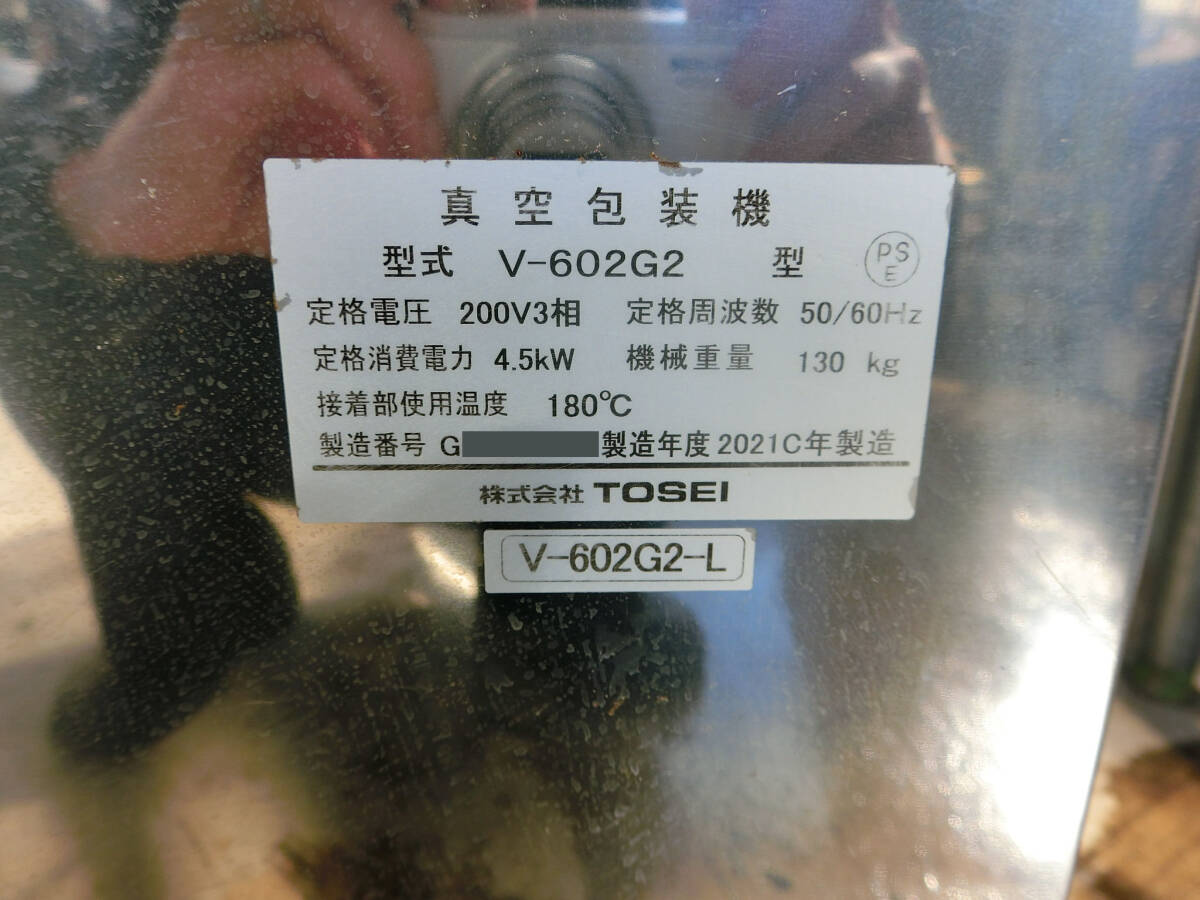 真空包装機
型式 V-602G2 型 PSE
定格電圧 200V3相 定格周波数 50/60Hz
定格消費電力 4.5kW 機械重量 130 kg
接着部使用温度 180℃
製造番号 G 製造年度 2021C年製造
株式会社 TOSEI
V-602G2-L